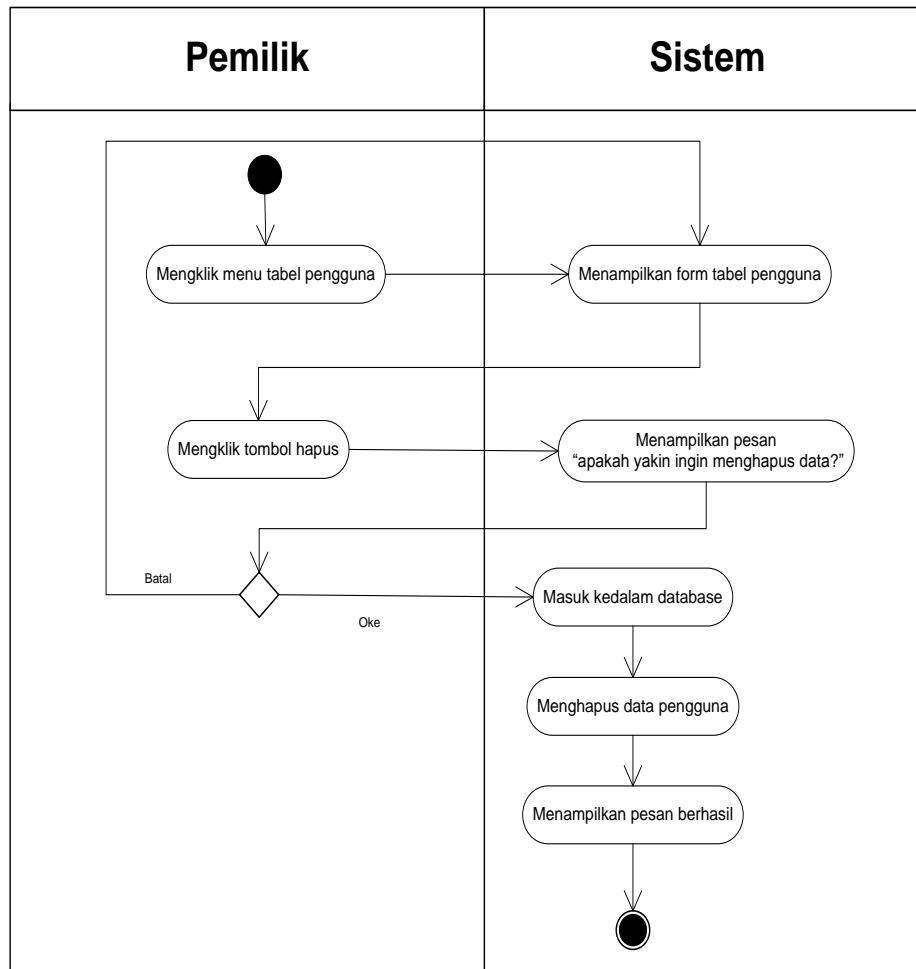 Pemilik
Sistem
Mengklik menu tabel pengguna
Menampilkan form tabel pengguna
Mengklik tombol hapus
Menampilkan pesan
“apakah yakin ingin menghapus data?”
Batal
Oke
Masuk kedalam database
Menghapus data pengguna
Menampilkan pesan berhasil